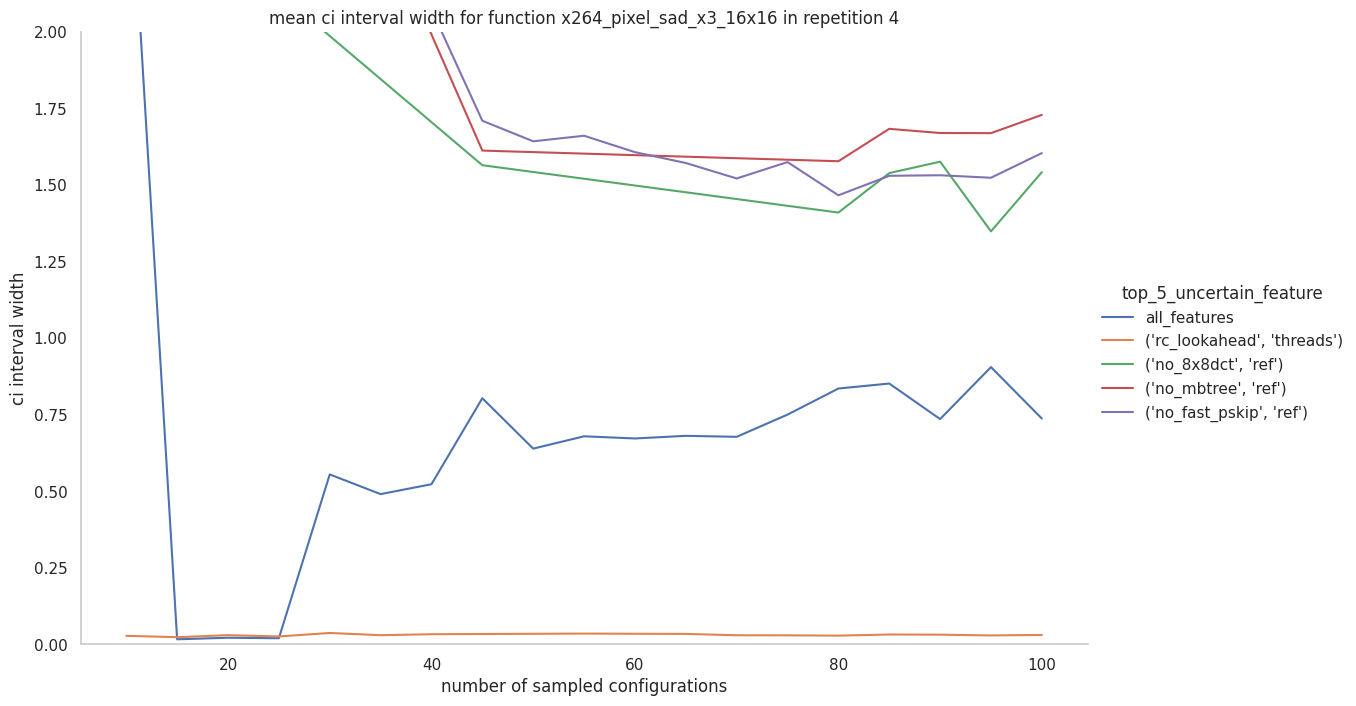 mean ci interval width for function x264_pixel_sad_x3_16x16 in repetition 4
2.00
1.75
1.50
1.25
1.00
0.75
0.50
0.25
0.00
ci interval width
20
40
60
80
100
number of sampled configurations
top_5_uncertain_feature
all_features
('rc_lookahead', 'threads')
('no_8x8dct', 'ref')
('no_mbtree', 'ref')
('no_fast_pskip', 'ref')